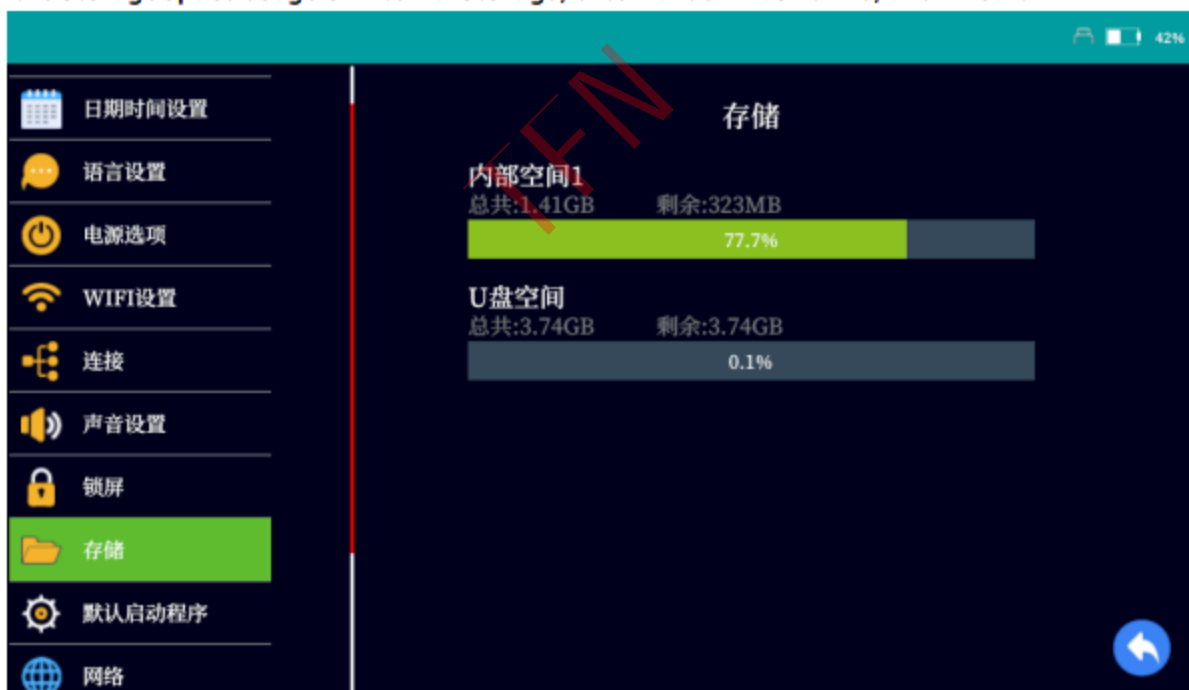 42%
日期时间设置
语言设置
电源选项
WIFI设置
连接
声音设置
锁屏
存储
默认启动程序
网络
存储
内部空间1
总共:1.41GB 剩余:323MB
77.7%
U盘空间
总共:3.74GB 剩余:3.74GB
0.1%
TFN